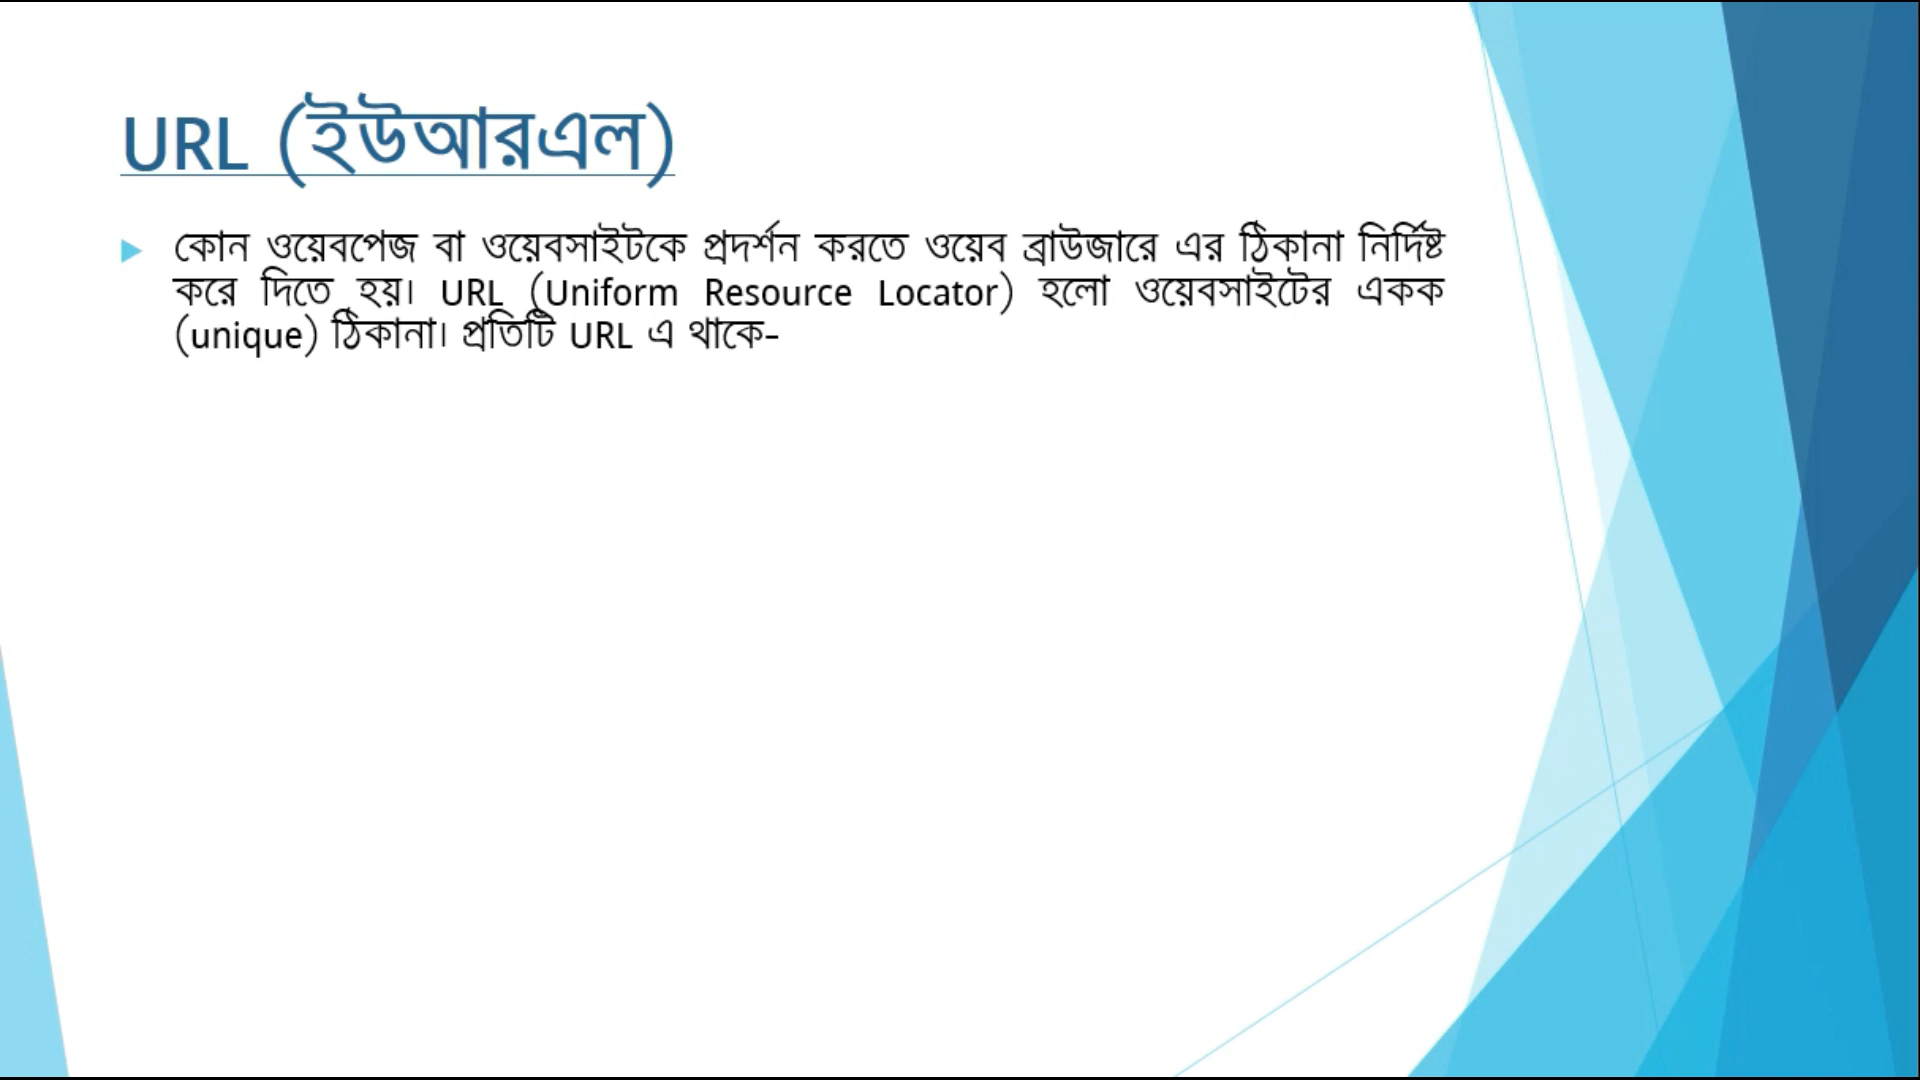 URL (ইউআরএল)
কোন ওয়েবপেজ বা ওয়েবসাইটকে প্রদর্শন করতে ওয়েব ব্রাউজারে এর ঠিকানা নির্দিষ্ট
করে দিতে হয়। URL (Uniform Resource Locator) হলো ওয়েবসাইটের একক
(unique) ঠিকানা। প্রতিটি URL এ থাকে-